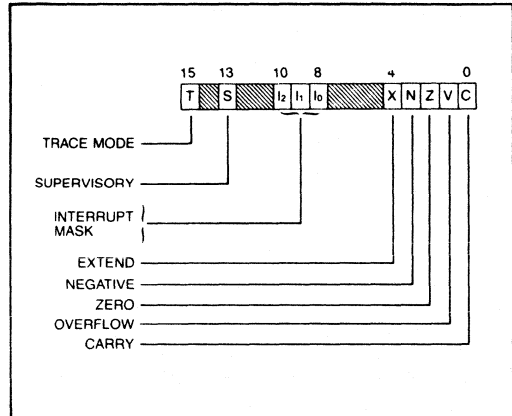 15 13 10 8 4 0
T S I₂ I₁ I₀ X N Z V C
TRACE MODE
SUPERVISORY
INTERRUPT
MASK
EXTEND
NEGATIVE
ZERO
OVERFLOW
CARRY